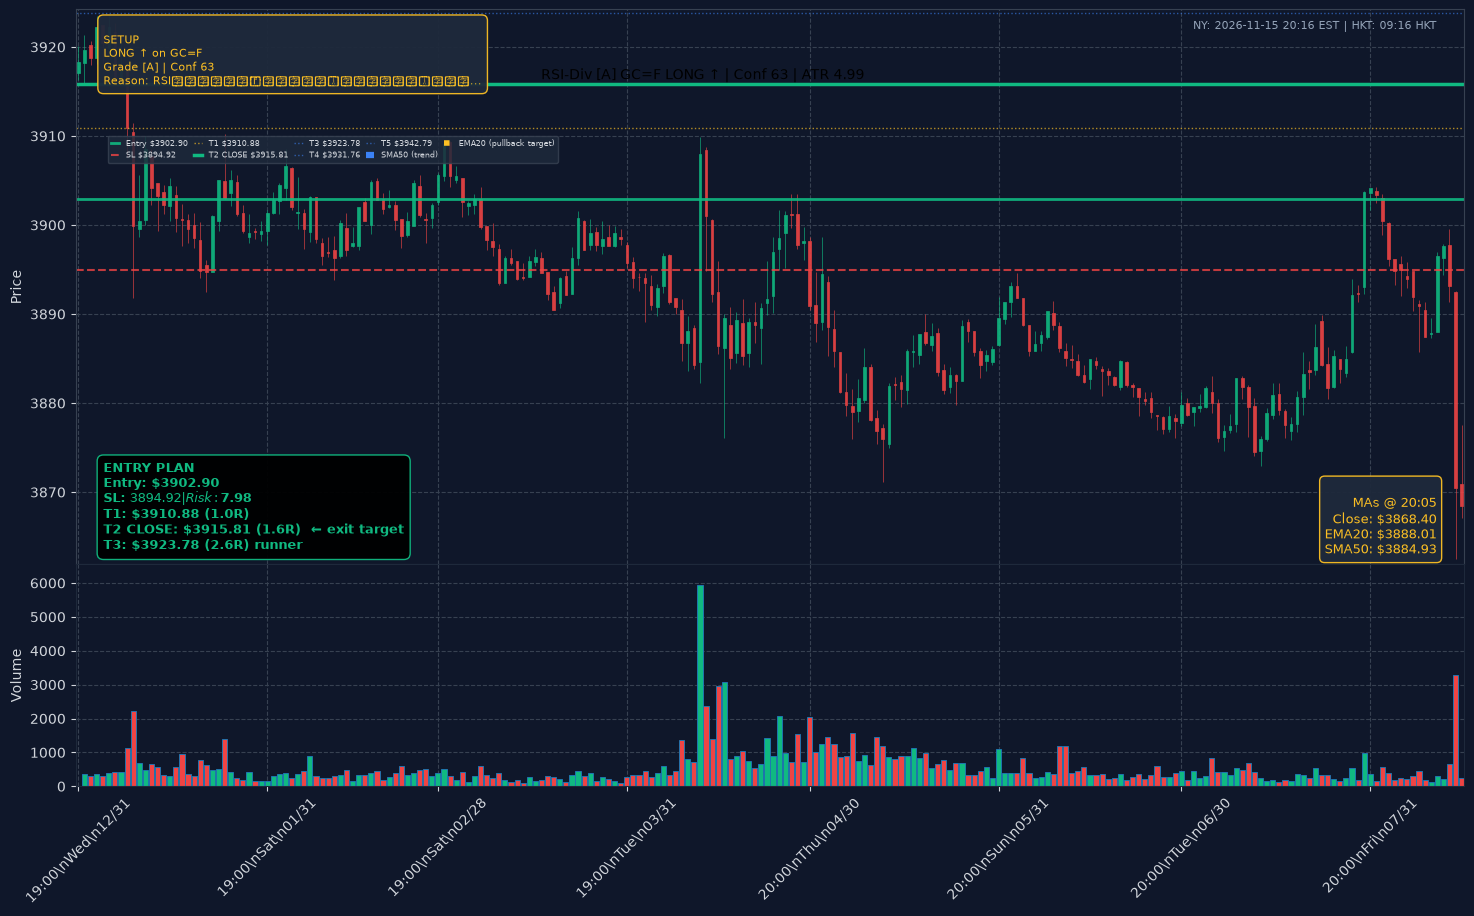 NY: 2026-11-15 20:16 EST | HKT: 09:16 HKT
SETUP
LONG ↑ on GC=F
Grade [A] | Conf 63
Reason: RSI
RSI-Div [A] GC=F LONG ↑ | Conf 63 | ATR 4.99
Entry $3902.90
T1 $3910.88
T3 $3923.78
T5 $3942.79
EMA20 (pullback target)
SL $3894.92
T2 CLOSE $3915.81
T4 $3931.76
SMA50 (trend)
Price
3920
3910
3900
3890
3880
3870
ENTRY PLAN
Entry: $3902.90
SL: 3894.92|Risk:7.98
T1: $3910.88 (1.0R)
T2 CLOSE: $3915.81 (1.6R) ← exit target
T3: $3923.78 (2.6R) runner
MAs @ 20:05
Close: $3868.40
EMA20: $3888.01
SMA50: $3884.93
Volume
6000
5000
4000
3000
2000
1000
0
19:00\nWed\n12/31
19:00\nSat\n01/31
19:00\nSat\n02/28
19:00\nTue\n03/31
20:00\nThu\n04/30
20:00\nSun\n05/31
20:00\nTue\n06/30
20:00\nFri\n07/31